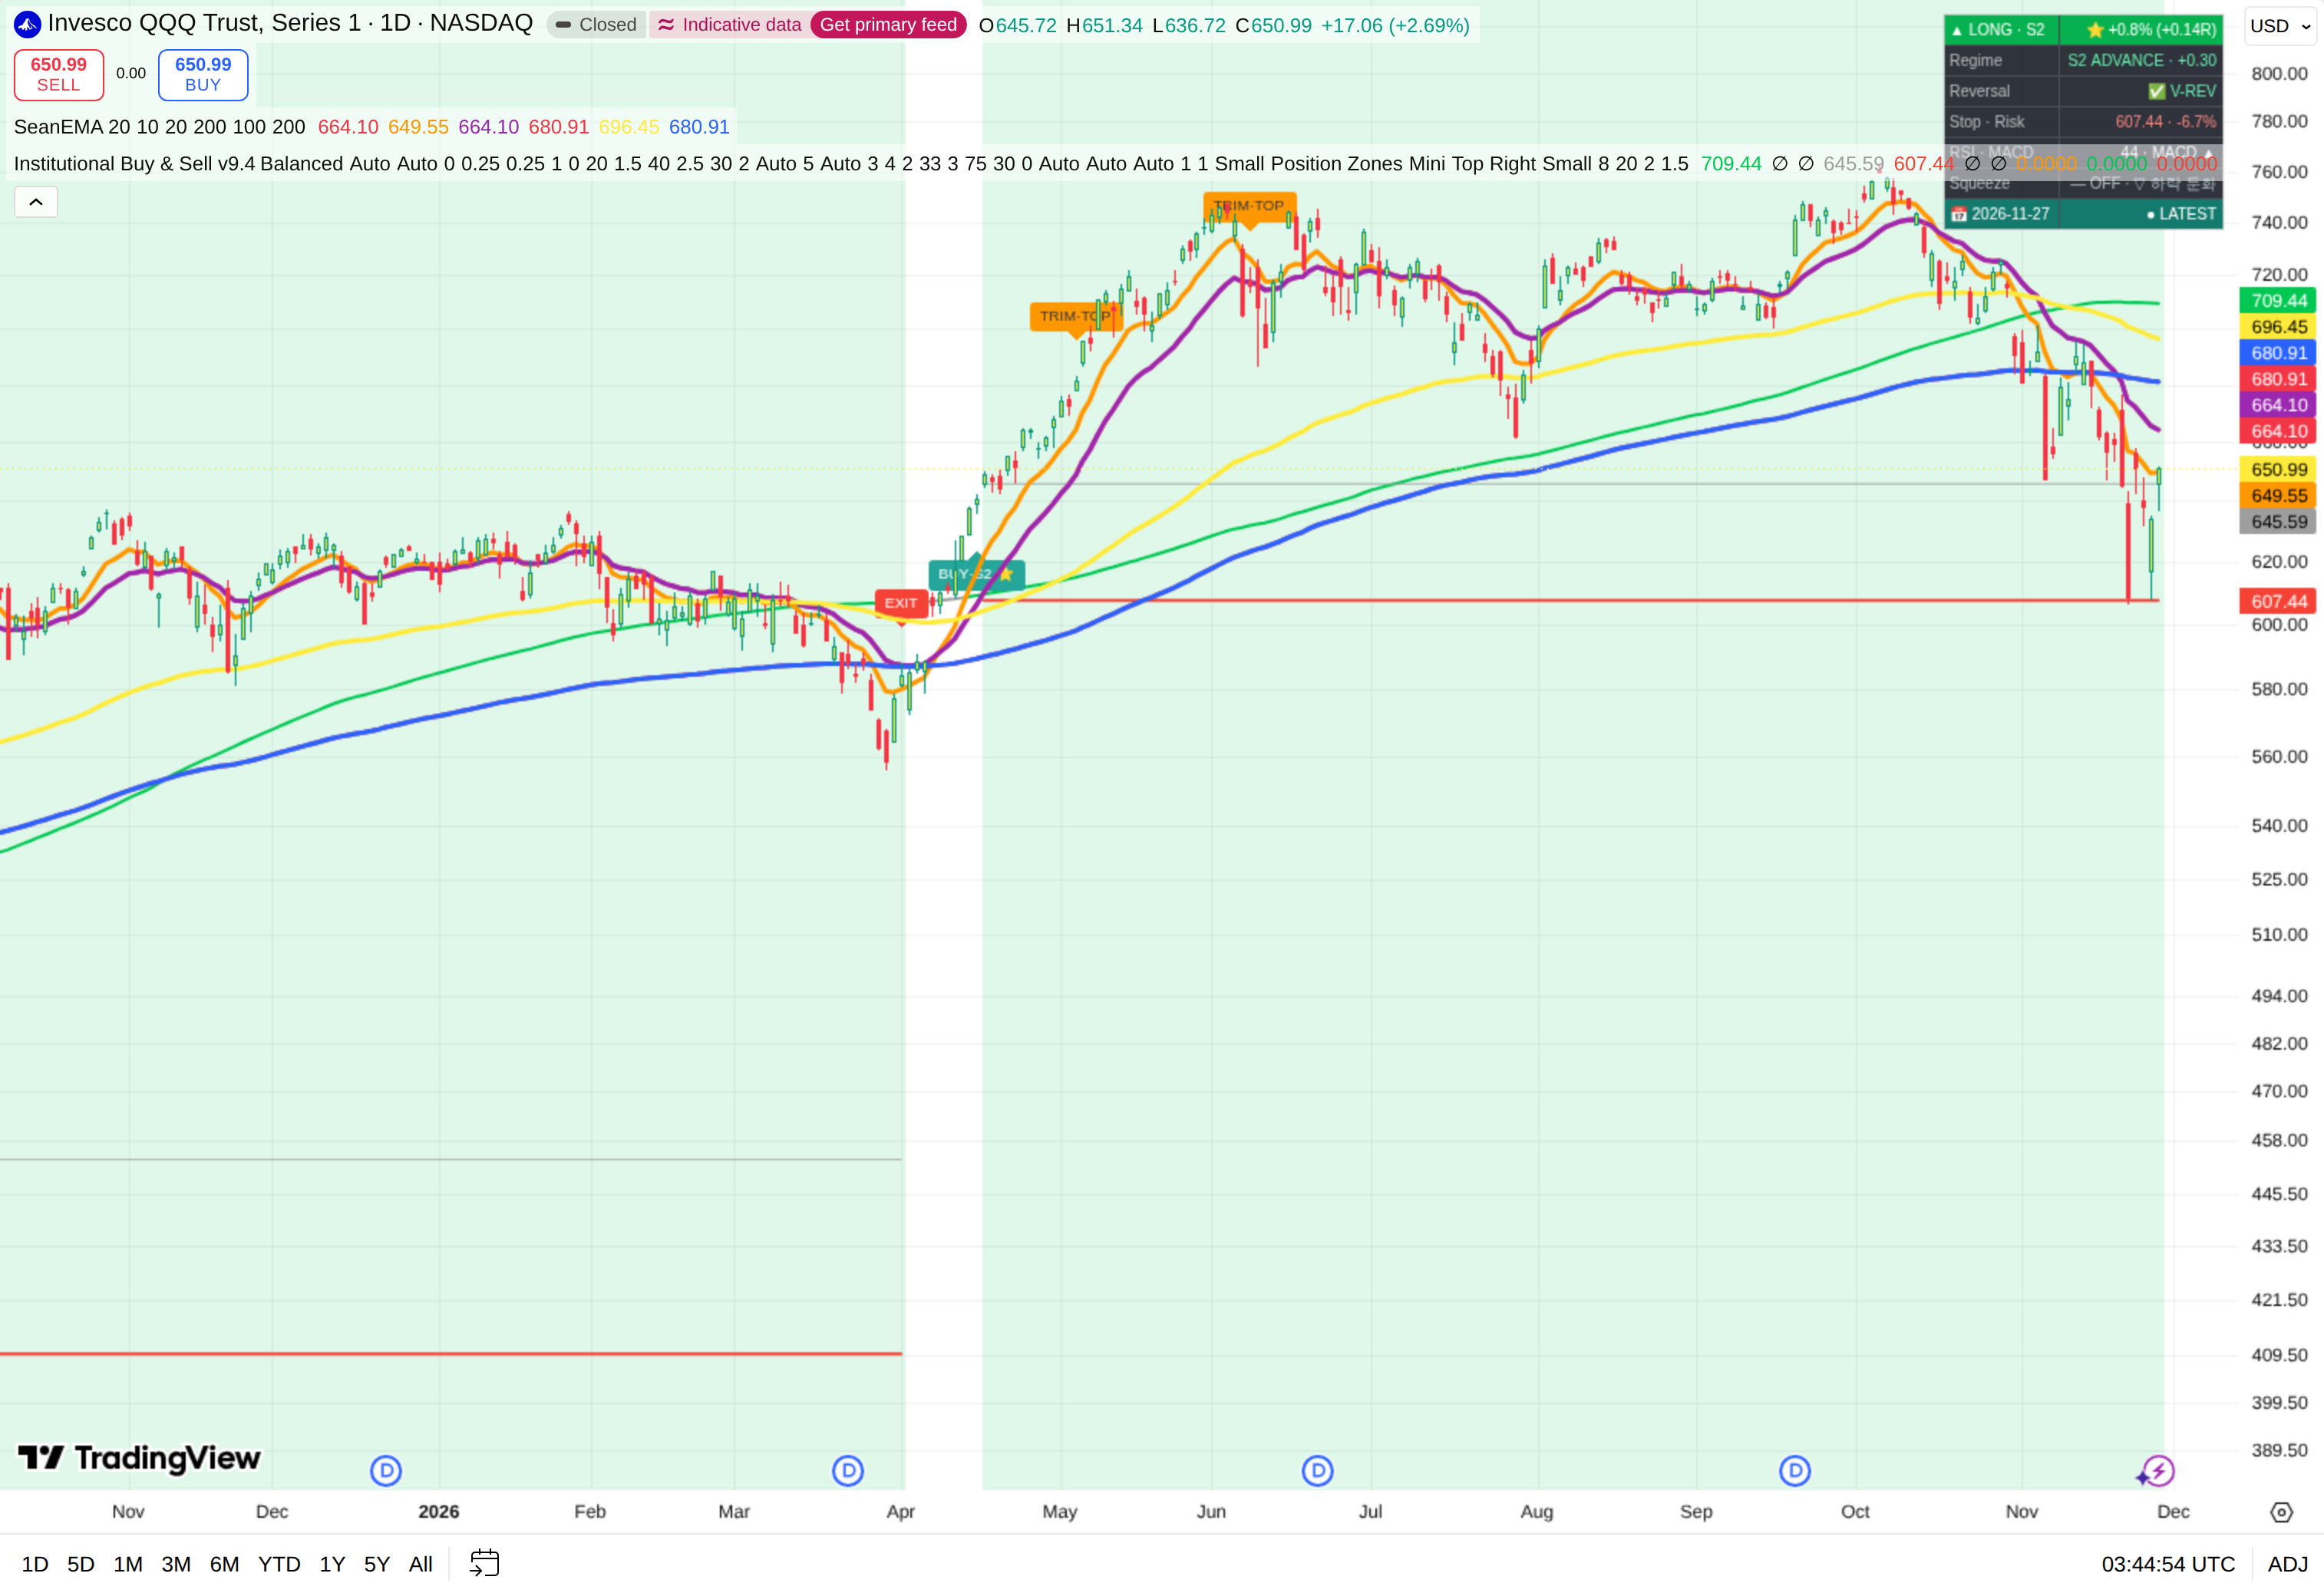 Invesco QQQ Trust, Series 1 · 1D · NASDAQ Closed Indicative data Get primary feed O645.72 H651.34 L636.72 C650.99 +17.06 (+2.69%)
USD
650.99
SELL
0.00
650.99
BUY
SeanEMA 20 10 20 200 100 200 664.10 649.55 664.10 680.91 696.45 680.91
Institutional Buy & Sell v9.4 Balanced Auto Auto 0 0.25 0.25 1 0 20 1.5 40 2.5 30 2 Auto 5 Auto 3 4 2 33 3 75 30 0 Auto Auto Auto 1 1 Small Position Zones Mini Top Right Small 8 20 2 1.5 709.44 ∅ ∅ 645.59 607.44 ∅ ∅ 0.0000 0.0000 0.0000
▲ LONG · S2 ⭐ +0.8% (+0.14R)
Regime S2 ADVANCE · +0.30
Reversal ✅ V-REV
Stop · Risk 607.44 · -6.7%
RSI · MACD 44 · MACD ▲
Squeeze — OFF · ▽ 하락 둔화
📅 2026-11-27 ● LATEST
TRIM-TOP
TRIM-TOP
BUY-S2 ⭐
EXIT
800.00
780.00
760.00
740.00
720.00
709.44
696.45
680.91
680.91
664.10
664.10
650.99
649.55
645.59
620.00
607.44
600.00
580.00
560.00
540.00
525.00
510.00
494.00
482.00
470.00
458.00
445.50
433.50
421.50
409.50
399.50
389.50
TradingView
D
D
D
D
Nov Dec 2026 Feb Mar Apr May Jun Jul Aug Sep Oct Nov Dec
1D 5D 1M 3M 6M YTD 1Y 5Y All
03:44:54 UTC ADJ